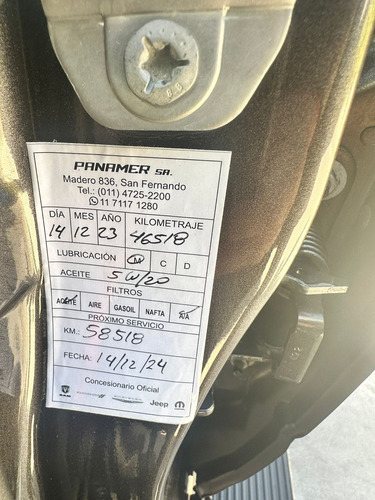 PANAMER SA.
Madero 836, San Fernando
Tel.: (011) 4725-2200
11 7117 1280
DÍA MES AÑO KILOMETRAJE
14 12 23 46518
LUBRICACIÓN M C D
ACEITE 5W/20
FILTROS
ACEITE AIRE GASOIL NAFTA A/A
PRÓXIMO SERVICIO
KM.: 58518
FECHA: 14/12/24
Concesionario Oficial
RAM Jeep